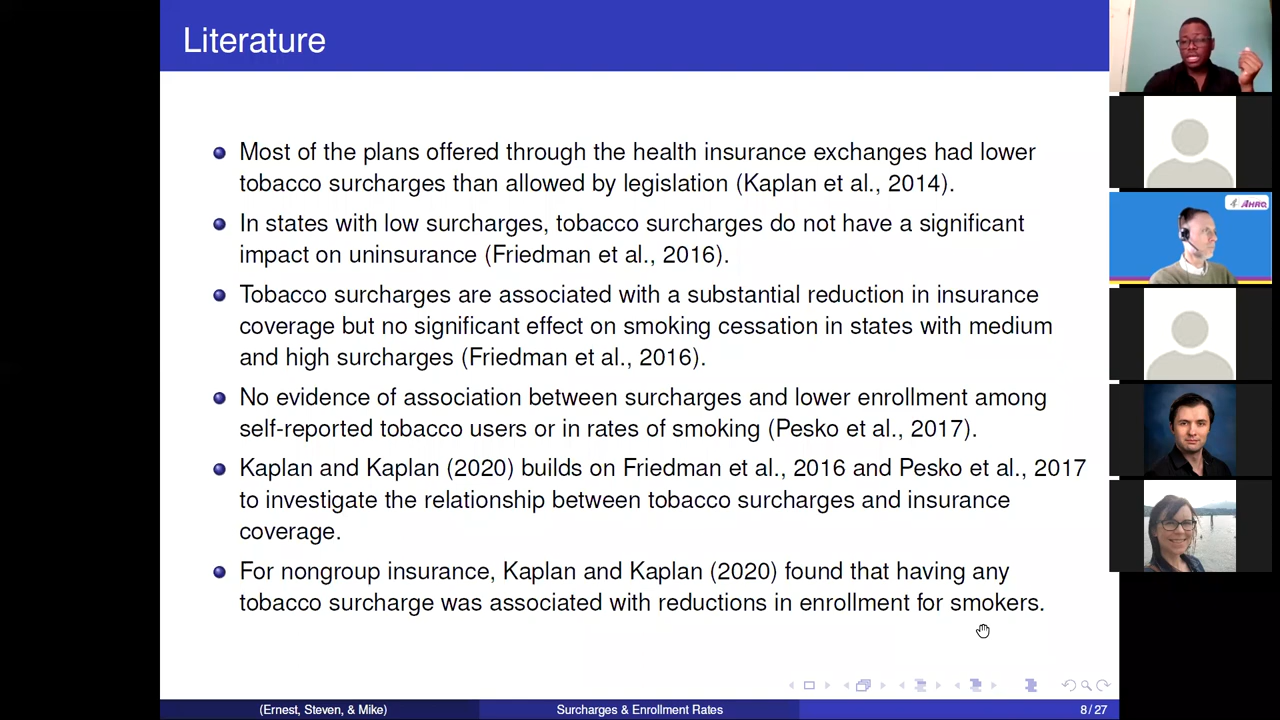 Literature
Most of the plans offered through the health insurance exchanges had lower
tobacco surcharges than allowed by legislation (Kaplan et al., 2014).
In states with low surcharges, tobacco surcharges do not have a significant
impact on uninsurance (Friedman et al., 2016).
Tobacco surcharges are associated with a substantial reduction in insurance
coverage but no significant effect on smoking cessation in states with medium
and high surcharges (Friedman et al., 2016).
No evidence of association between surcharges and lower enrollment among
self-reported tobacco users or in rates of smoking (Pesko et al., 2017).
Kaplan and Kaplan (2020) builds on Friedman et al., 2016 and Pesko et al., 2017
to investigate the relationship between tobacco surcharges and insurance
coverage.
For nongroup insurance, Kaplan and Kaplan (2020) found that having any
tobacco surcharge was associated with reductions in enrollment for smokers.
(Ernest, Steven, & Mike)
Surcharges & Enrollment Rates
8 / 27
AHRQ